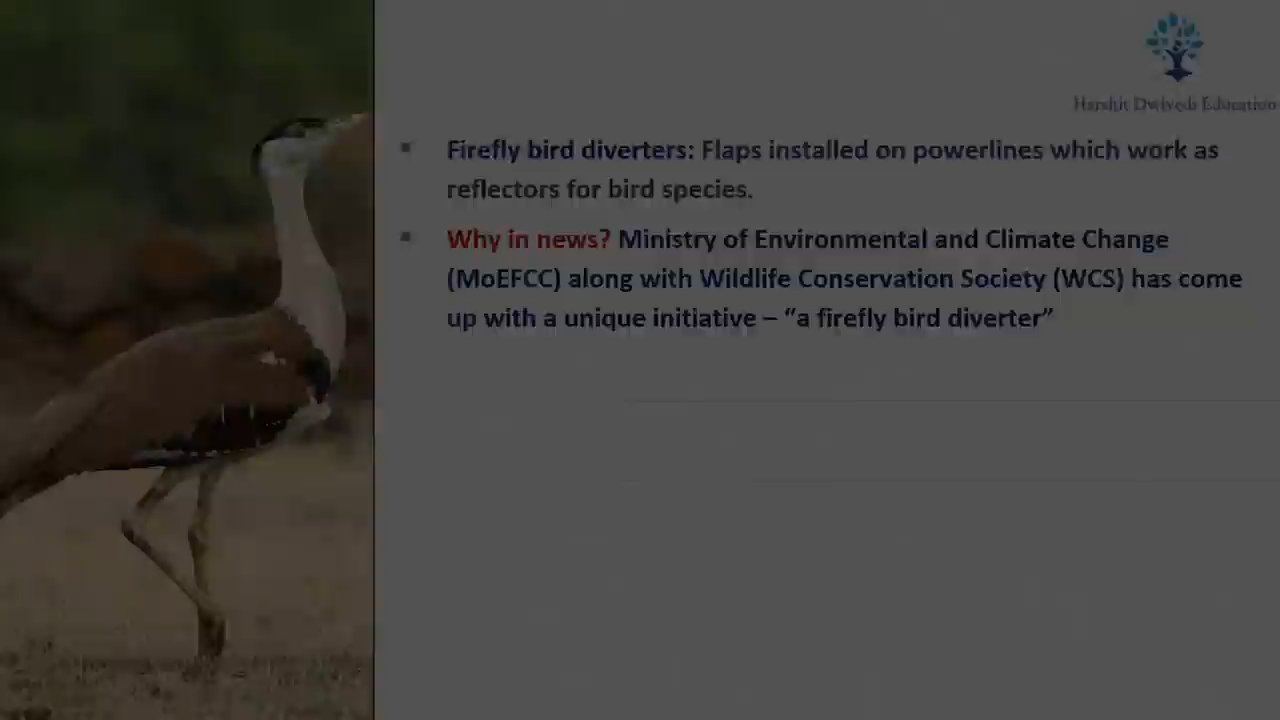 Harshit Dwivedi Education
Firefly bird diverters: Flaps installed on powerlines which work as
reflectors for bird species.
Why in news? Ministry of Environmental and Climate Change
(MoEFCC) along with Wildlife Conservation Society (WCS) has come
up with a unique initiative – “a firefly bird diverter”